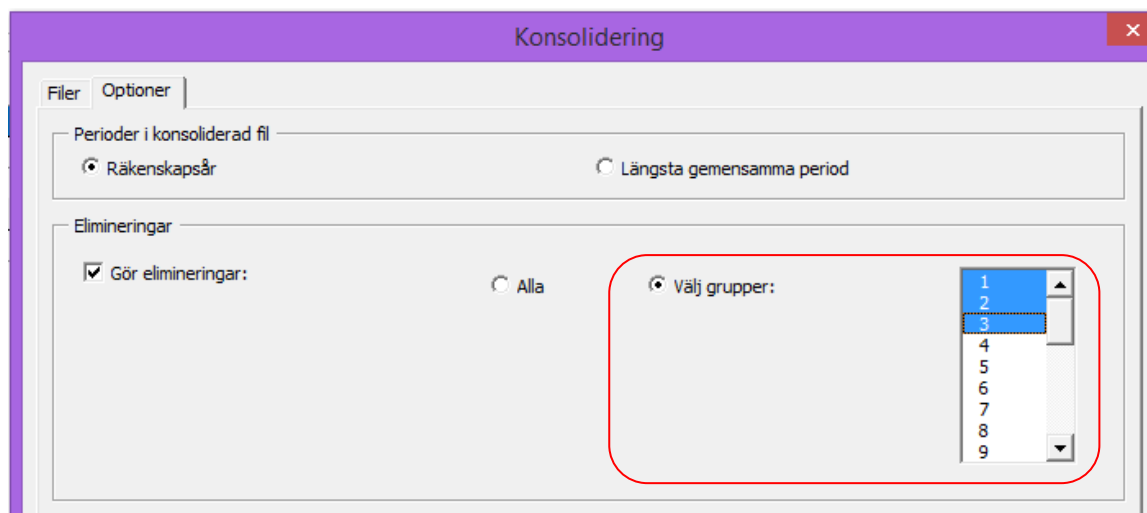 Konsolidering
Filer Optioner
Perioder i konsoliderad fil
Räkenskapsår Längsta gemensamma period
Elimineringar
Gör elimineringar: Alla Välj grupper:
1
2
3
4
5
6
7
8
9